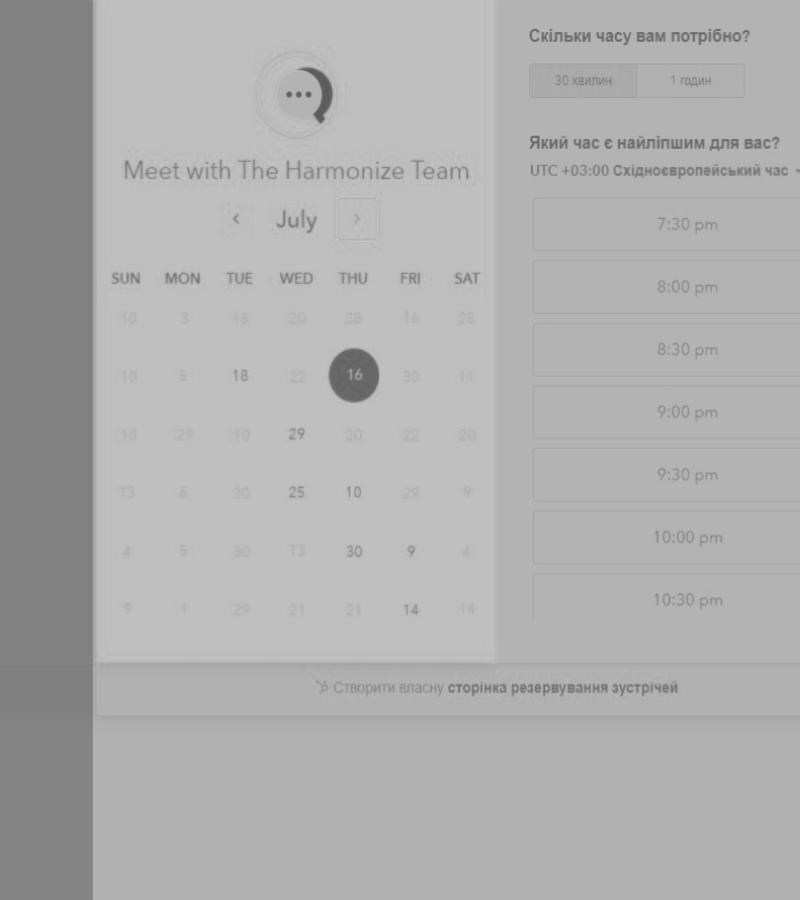 Meet with The Harmonize Team
July
SUN MON TUE WED THU FRI SAT
10 3 18 20 28 16 25
10 5 18 22 16 30 11
10 29 10 29 20 22 20
13 6 30 25 10 29 9
4 5 30 13 30 9 4
9 1 29 21 21 14 14
Скільки часу вам потрібно?
30 хвилин 1 годин
Який час є найліпшим для вас?
UTC +03:00 Східноєвропейський час
7:30 pm
8:00 pm
8:30 pm
9:00 pm
9:30 pm
10:00 pm
10:30 pm
Створити власну сторінка резервування зустрічей